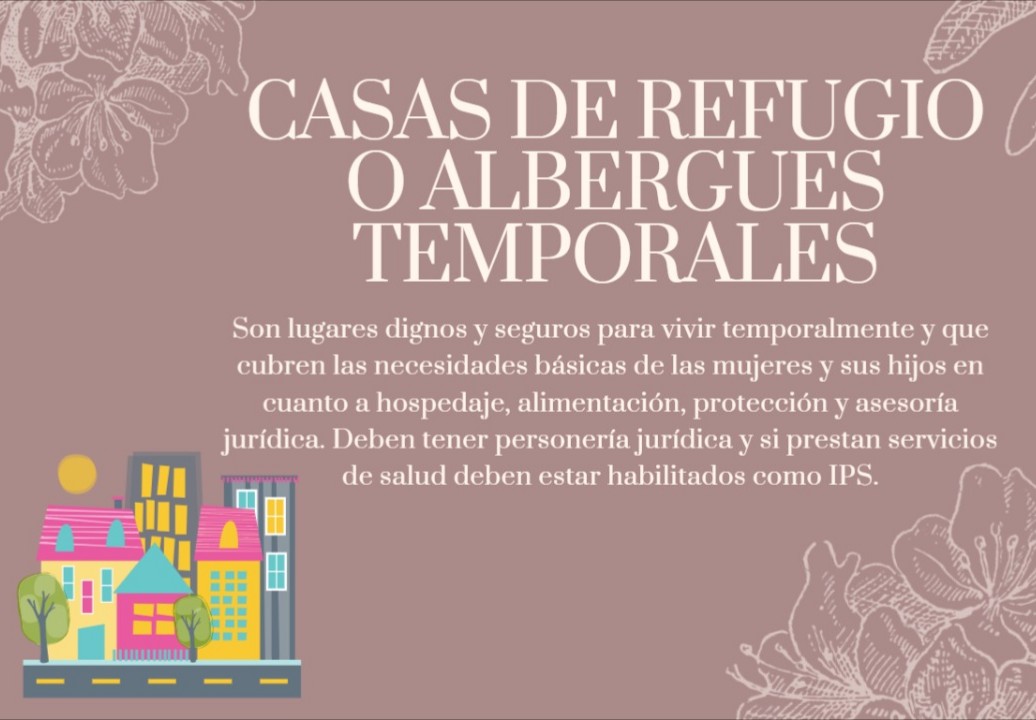 CASAS DE REFUGIO
O ALBERGUES
TEMPORALES
Son lugares dignos y seguros para vivir temporalmente y que
cubren las necesidades básicas de las mujeres y sus hijos en
cuanto a hospedaje, alimentación, protección y asesoría
jurídica. Deben tener personería jurídica y si prestan servicios
de salud deben estar habilitados como IPS.